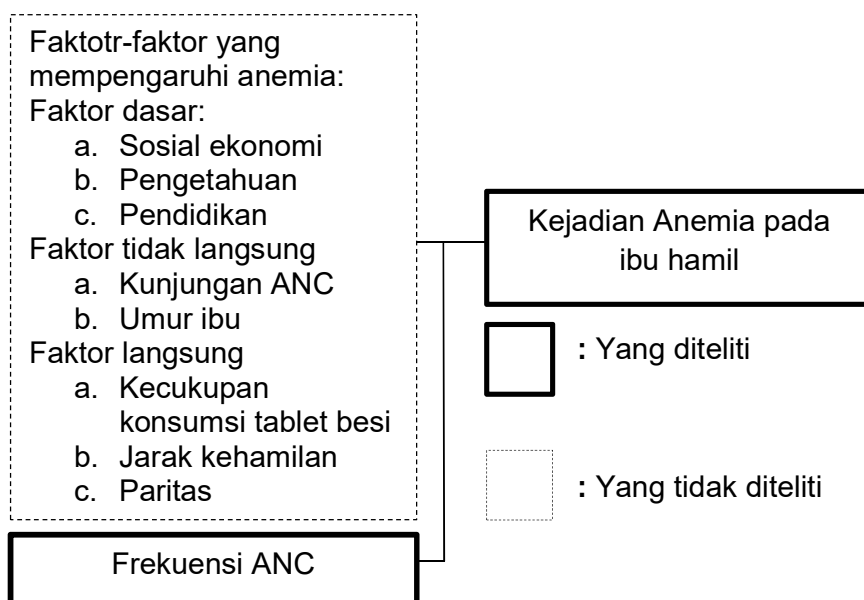 Faktotr-faktor yang
mempengaruhi anemia:
Faktor dasar:
a. Sosial ekonomi
b. Pengetahuan
c. Pendidikan
Faktor tidak langsung
a. Kunjungan ANC
b. Umur ibu
Faktor langsung
a. Kecukupan
konsumsi tablet besi
b. Jarak kehamilan
c. Paritas
Frekuensi ANC
Kejadian Anemia pada
ibu hamil
: Yang diteliti
: Yang tidak diteliti